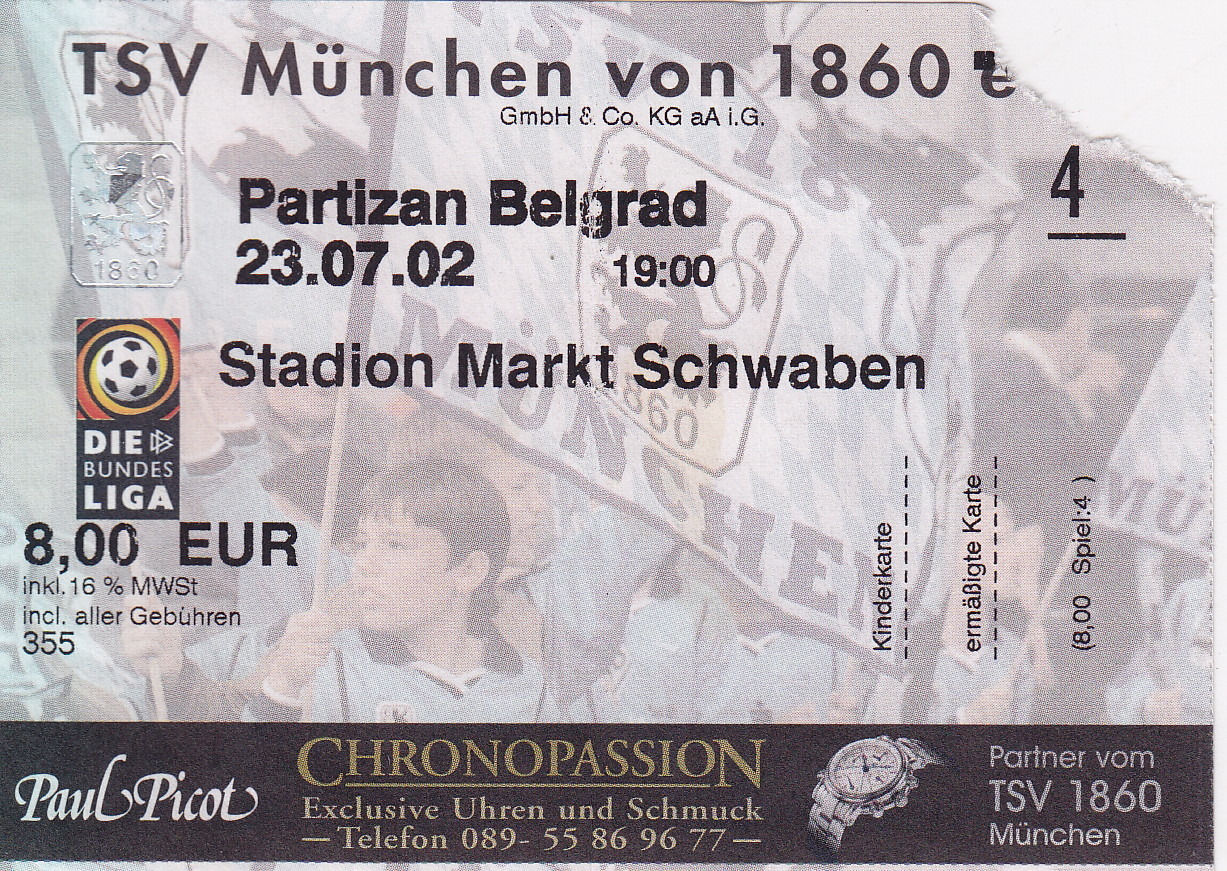 TSV München von 1860 e
GmbH & Co. KG aA i.G.
4
Partizan Belgrad
23.07.02 19:00
1860
Stadion Markt Schwaben
DIE
BUNDES
LIGA
MÜNCHEN
1860
8,00 EUR
inkl.16 % MWSt
incl. aller Gebühren
355
Kinderkarte
ermäßigte Karte
(8,00 Spiel:4 )
Paul Picot
CHRONOPASSION
Exclusive Uhren und Schmuck
—Telefon 089- 55 86 96 77—
Partner vom
TSV 1860
München